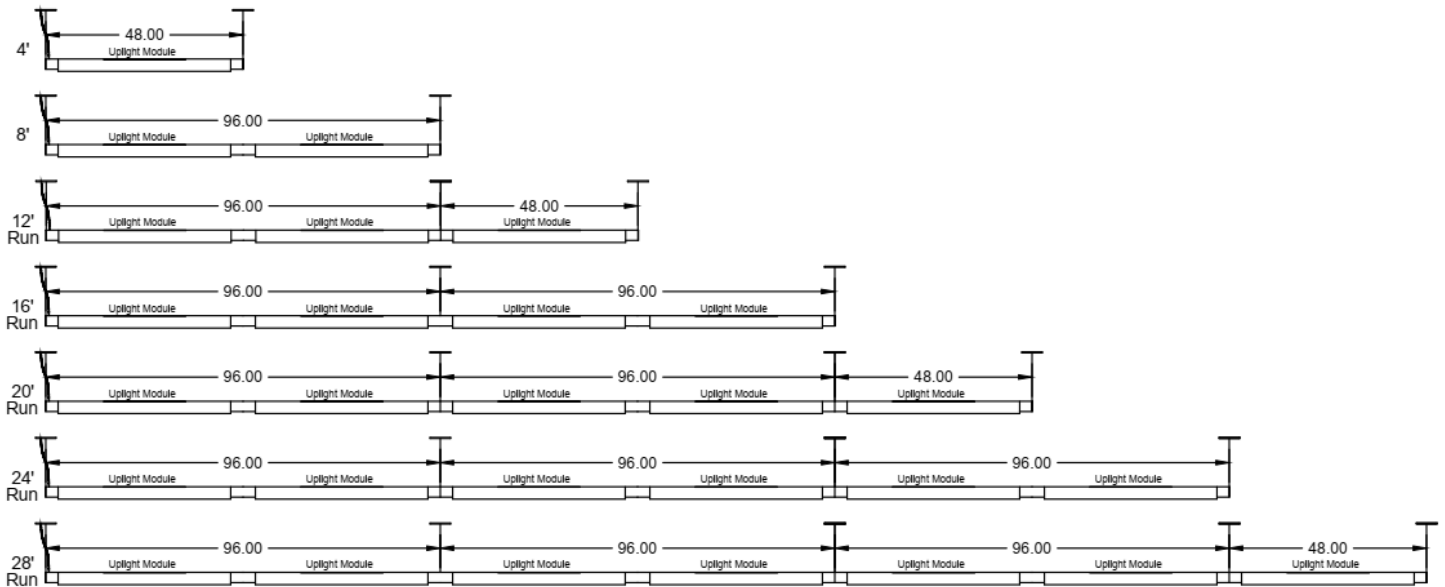 48.00
4' Uplight Module
96.00
8' Uplight Module Uplight Module
96.00 48.00
12' Uplight Module Uplight Module Uplight Module
Run
96.00 96.00
16' Uplight Module Uplight Module Uplight Module Uplight Module
Run
96.00 96.00 48.00
20' Uplight Module Uplight Module Uplight Module Uplight Module Uplight Module
Run
96.00 96.00 96.00
24' Uplight Module Uplight Module Uplight Module Uplight Module Uplight Module Uplight Module
Run
96.00 96.00 96.00 48.00
28' Uplight Module Uplight Module Uplight Module Uplight Module Uplight Module Uplight Module Uplight Module
Run